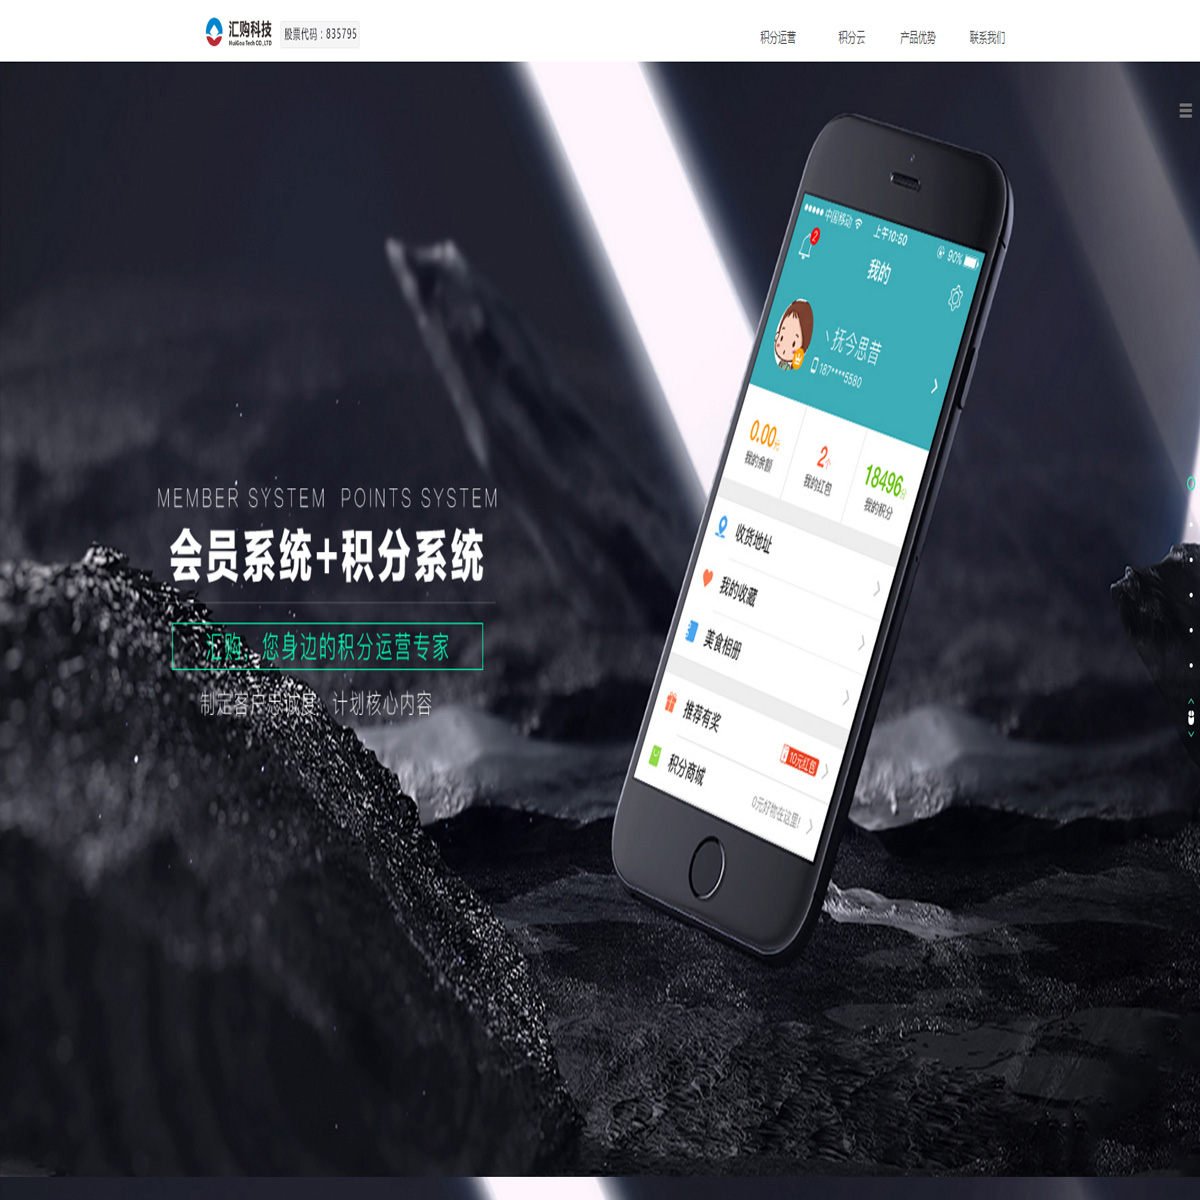 汇购科技
HuiGou Tech CO.,LTD
股票代码：835795
积分运营
积分云
产品优势
联系我们
中国移动
上午10:50
90%
2
我的
丶抚今思昔
187****5580
0.00元
我的余额
2个
我的红包
18496分
我的积分
收货地址
我的收藏
美食相册
推荐有奖
10元红包
积分商城
0元好物在这里!
MEMBER SYSTEM POINTS SYSTEM
会员系统+积分系统
汇购，您身边的积分运营专家
制定客户忠诚度，计划核心内容